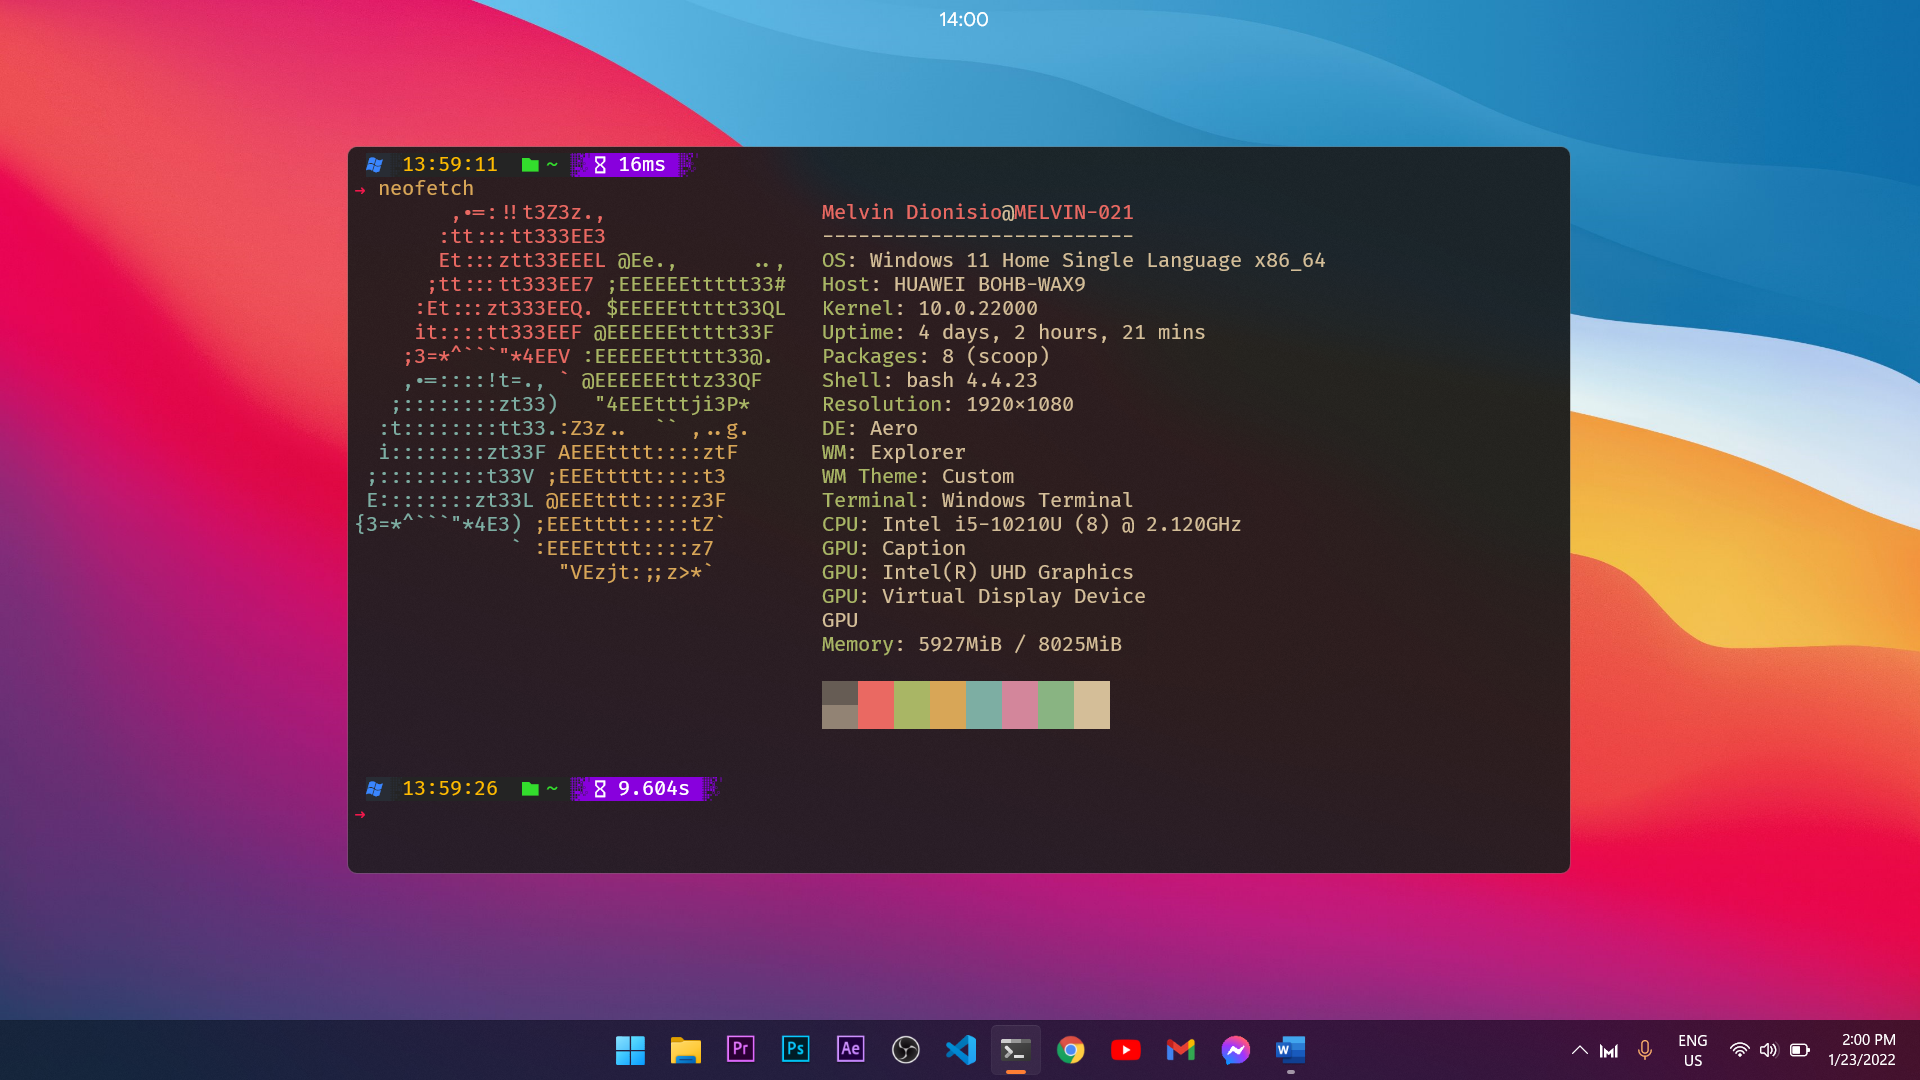 14:00
13:59:11 ~ 16ms
→ neofetch
,.=:!!t3Z3z.,
:tt:::tt333EE3
Et:::ztt33EEEL @Ee., ..,
;tt:::tt333EE7 ;EEEEEEttttt33#
:Et:::zt333EEQ. $EEEEEttttt33QL
it::::tt333EEF @EEEEEEttttt33F
;3=*^```"*4EEV :EEEEEEttttt33@.
,.=::::!t=., ` @EEEEEEtttz33QF
;::::::::zt33) "4EEEtttji3P*
:t::::::::tt33.:Z3z.. `` ,..g.
i::::::::zt33F AEEEtttt::::ztF
;:::::::::t33V ;EEEttttt::::t3
E::::::::zt33L @EEEtttt::::z3F
{3=*^```"*4E3) ;EEEtttt:::::tZ`
` :EEEEtttt::::z7
"VEzjt:;;z>*`
Melvin Dionisio@MELVIN-021
--------------------------
OS: Windows 11 Home Single Language x86_64
Host: HUAWEI BOHB-WAX9
Kernel: 10.0.22000
Uptime: 4 days, 2 hours, 21 mins
Packages: 8 (scoop)
Shell: bash 4.4.23
Resolution: 1920x1080
DE: Aero
WM: Explorer
WM Theme: Custom
Terminal: Windows Terminal
CPU: Intel i5-10210U (8) @ 2.120GHz
GPU: Caption
GPU: Intel(R) UHD Graphics
GPU: Virtual Display Device
GPU
Memory: 5927MiB / 8025MiB
13:59:26 ~ 9.604s
→
Pr Ps Ae W
ENG
US
2:00 PM
1/23/2022